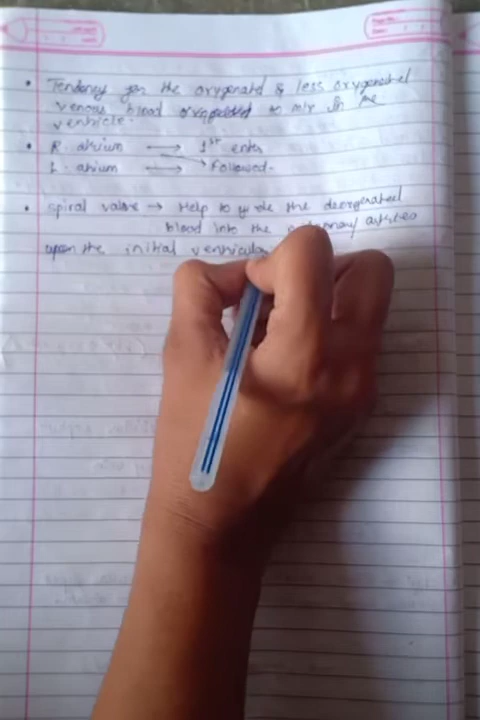 • Tendency for the oxygenated & less oxygenated
venous blood to mix in the
ventricle.
• R. atrium → 1st enter
L. atrium → followed.
• spiral valve → Help to guide the deoxygenated
blood into the pulmonary arteries
upon the initial ventricular